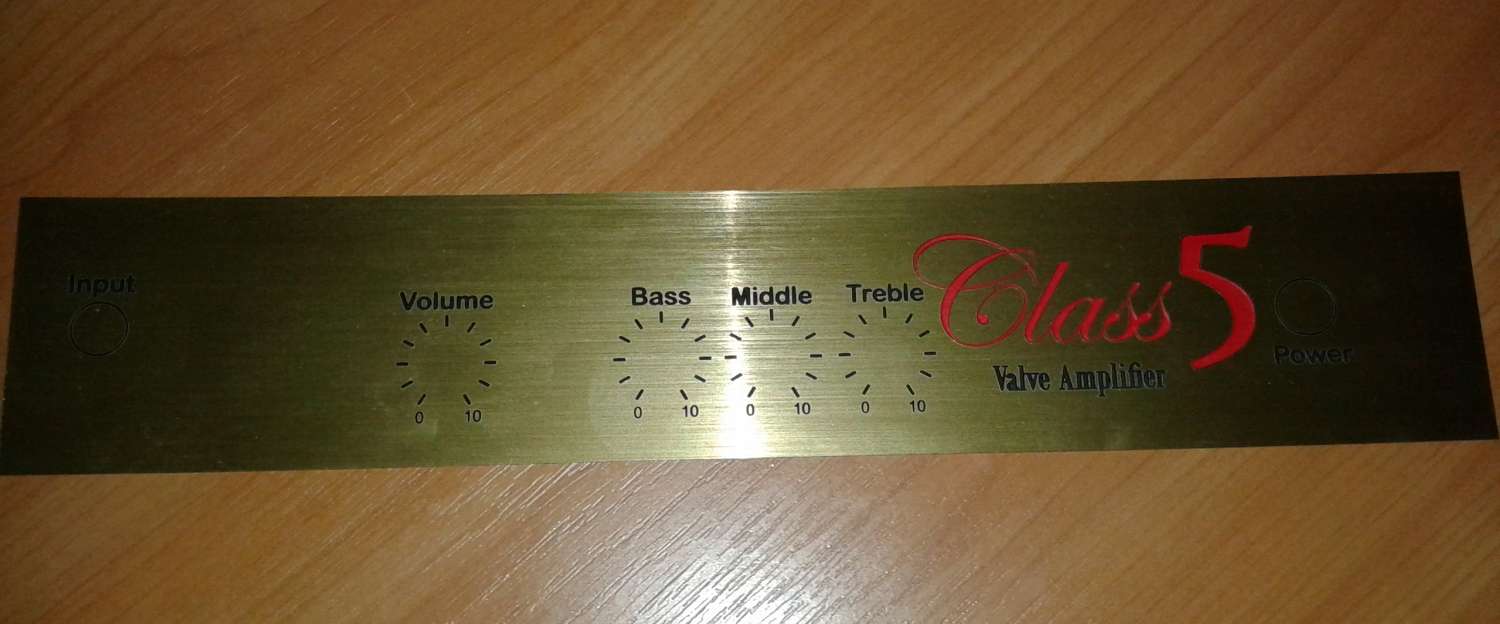 Input
Volume
0 10
Bass
0 10
Middle
0 10
Treble
0 10
Class 5
Valve Amplifier
Power